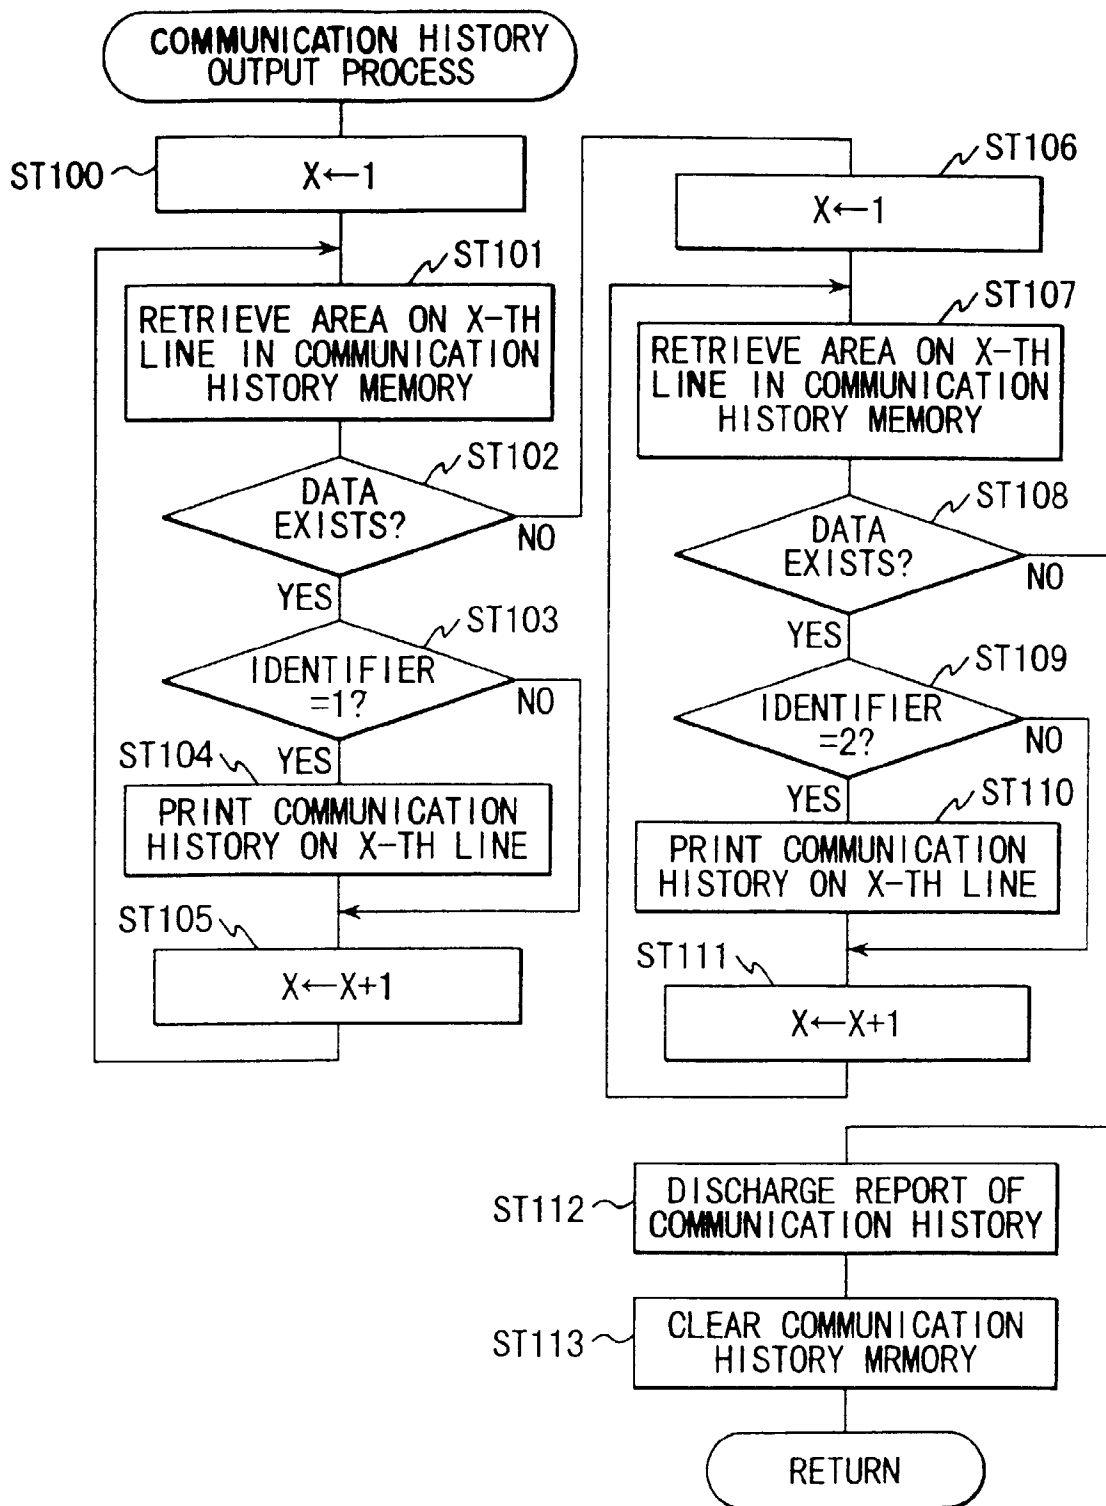 COMMUNICATION HISTORY
OUTPUT PROCESS
ST100
X←1
ST101
RETRIEVE AREA ON X-TH
LINE IN COMMUNICATION
HISTORY MEMORY
ST102
DATA
EXISTS?
NO
YES
ST103
IDENTIFIER
=1?
NO
YES
ST104
PRINT COMMUNICATION
HISTORY ON X-TH LINE
ST105
X←X+1
ST106
X←1
ST107
RETRIEVE AREA ON X-TH
LINE IN COMMUNICATION
HISTORY MEMORY
ST108
DATA
EXISTS?
NO
YES
ST109
IDENTIFIER
=2?
NO
YES
ST110
PRINT COMMUNICATION
HISTORY ON X-TH LINE
ST111
X←X+1
ST112
DISCHARGE REPORT OF
COMMUNICATION HISTORY
ST113
CLEAR COMMUNICATION
HISTORY MRMORY
RETURN